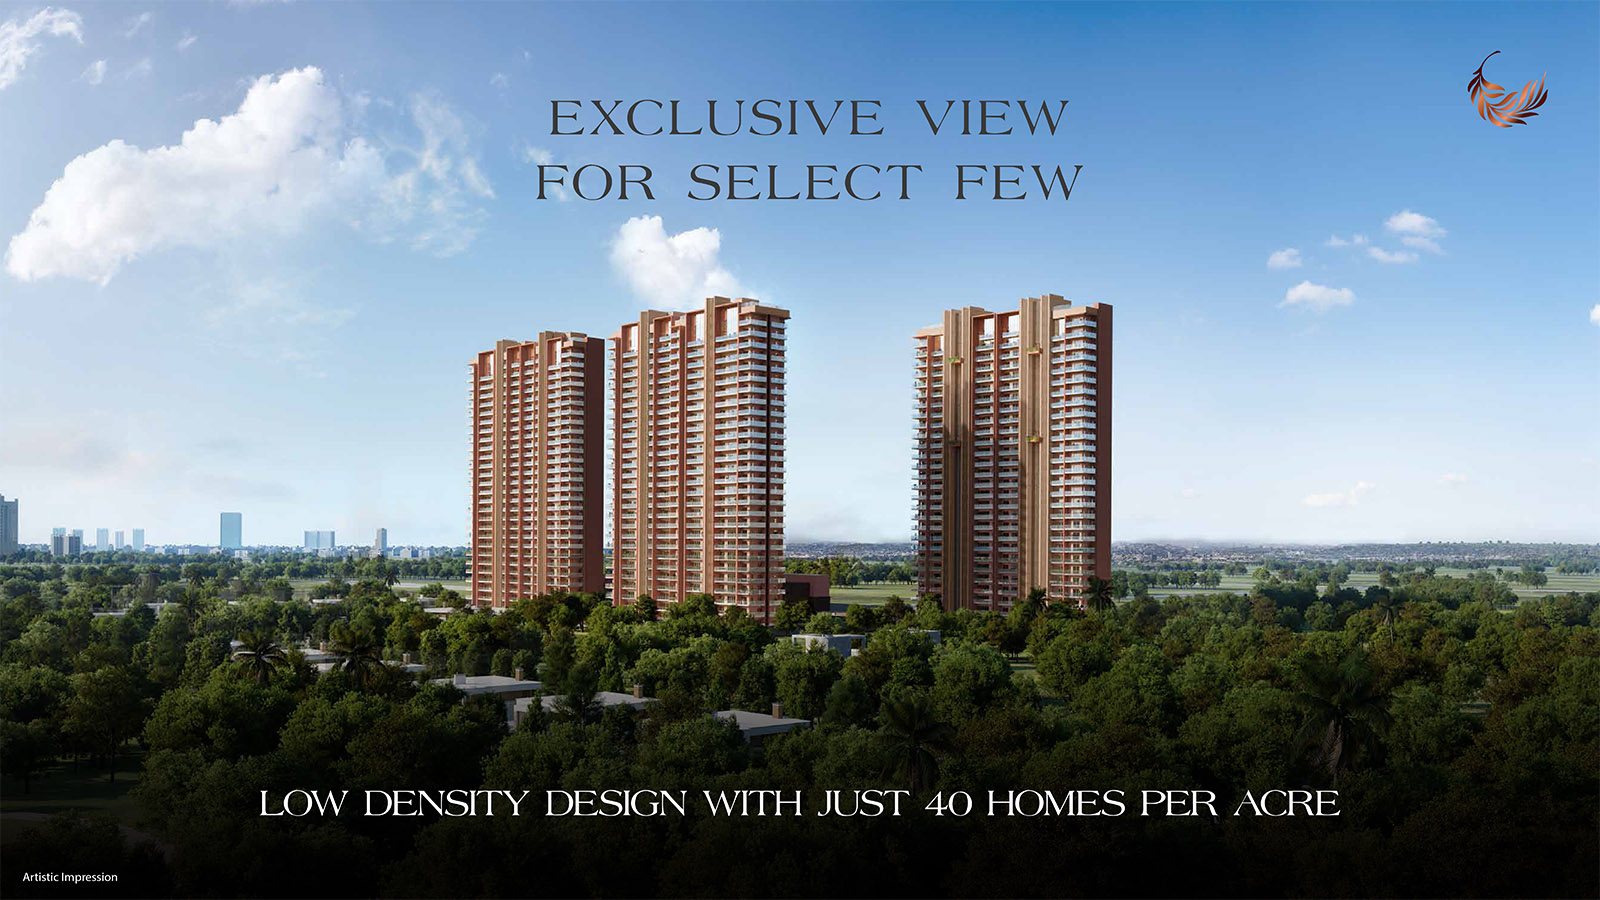 EXCLUSIVE VIEW
FOR SELECT FEW
LOW DENSITY DESIGN WITH JUST 40 HOMES PER ACRE
Artistic Impression